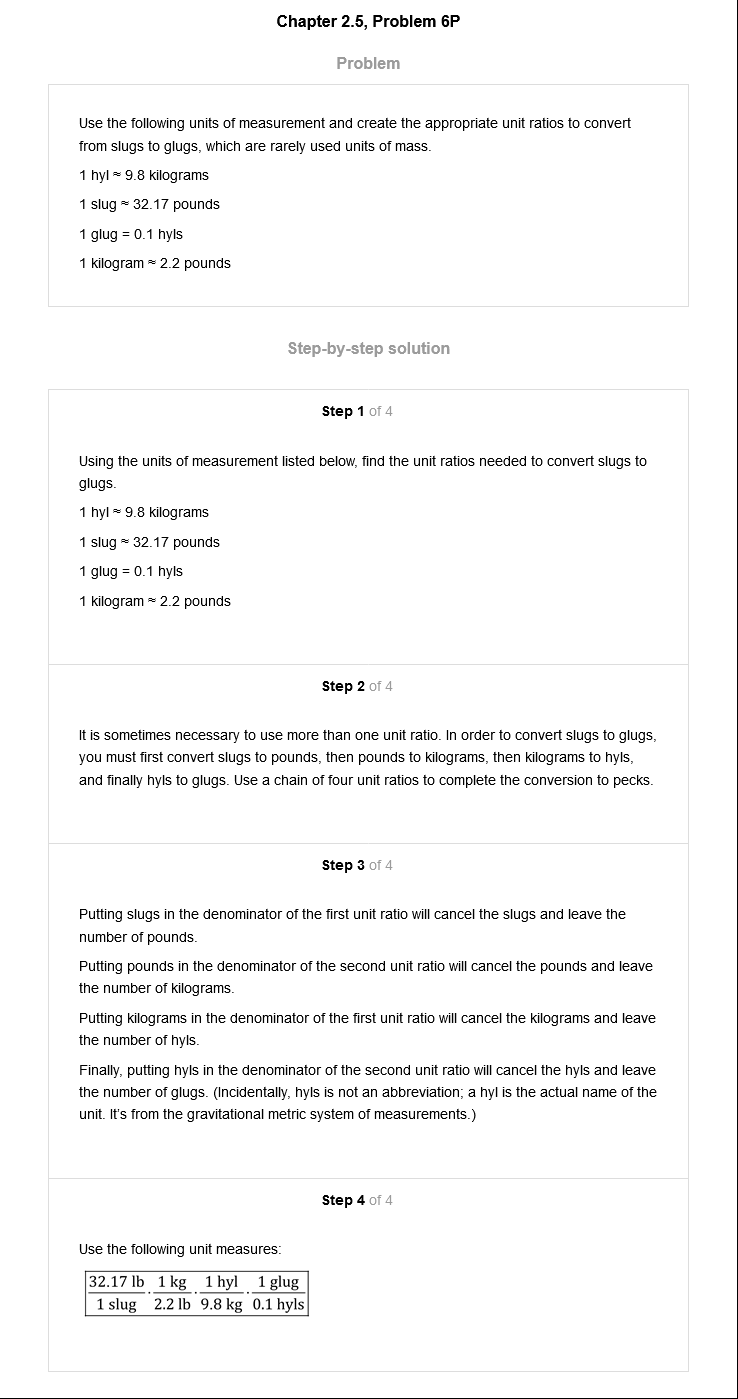 Chapter 2.5, Problem 6P
Problem
Use the following units of measurement and create the appropriate unit ratios to convert
from slugs to glugs, which are rarely used units of mass.
1 hyl ≈ 9.8 kilograms
1 slug ≈ 32.17 pounds
1 glug = 0.1 hyls
1 kilogram ≈ 2.2 pounds
Step-by-step solution
Step 1 of 4
Using the units of measurement listed below, find the unit ratios needed to convert slugs to
glugs.
1 hyl ≈ 9.8 kilograms
1 slug ≈ 32.17 pounds
1 glug = 0.1 hyls
1 kilogram ≈ 2.2 pounds
Step 2 of 4
It is sometimes necessary to use more than one unit ratio. In order to convert slugs to glugs,
you must first convert slugs to pounds, then pounds to kilograms, then kilograms to hyls,
and finally hyls to glugs. Use a chain of four unit ratios to complete the conversion to pecks.
Step 3 of 4
Putting slugs in the denominator of the first unit ratio will cancel the slugs and leave the
number of pounds.
Putting pounds in the denominator of the second unit ratio will cancel the pounds and leave
the number of kilograms.
Putting kilograms in the denominator of the first unit ratio will cancel the kilograms and leave
the number of hyls.
Finally, putting hyls in the denominator of the second unit ratio will cancel the hyls and leave
the number of glugs. (Incidentally, hyls is not an abbreviation; a hyl is the actual name of the
unit. It's from the gravitational metric system of measurements.)
Step 4 of 4
Use the following unit measures:
32.17 lb · 1 kg · 1 hyl · 1 glug
1 slug 2.2 lb 9.8 kg 0.1 hyls